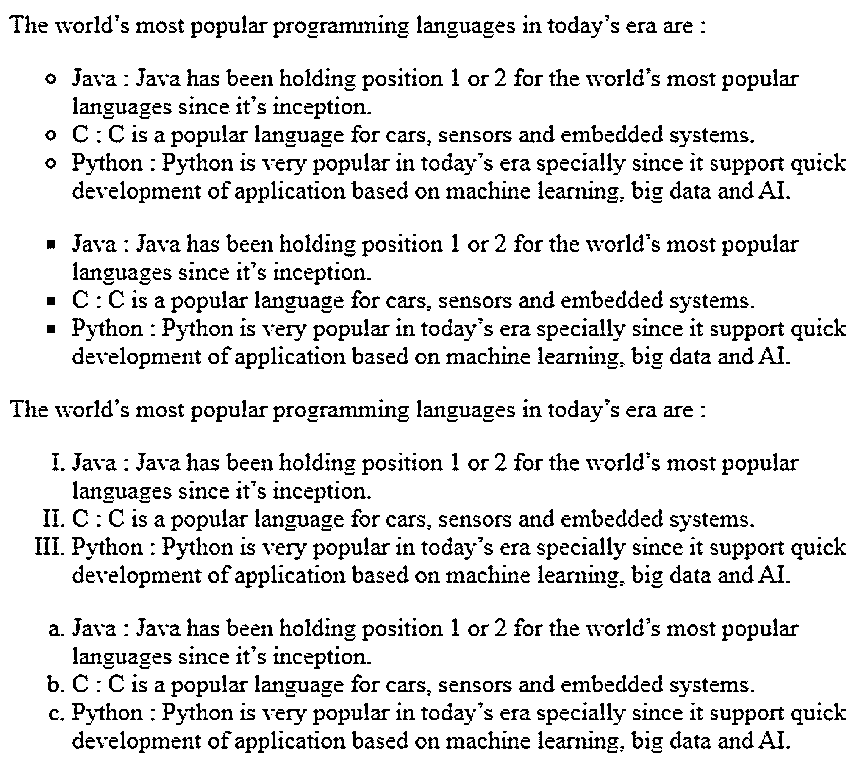 The world's most popular programming languages in today's era are :
o Java : Java has been holding position 1 or 2 for the world's most popular
languages since it's inception.
o C : C is a popular language for cars, sensors and embedded systems.
o Python : Python is very popular in today's era specially since it support quick
development of application based on machine learning, big data and AI.
▪ Java : Java has been holding position 1 or 2 for the world's most popular
languages since it's inception.
▪ C : C is a popular language for cars, sensors and embedded systems.
▪ Python : Python is very popular in today's era specially since it support quick
development of application based on machine learning, big data and AI.
The world's most popular programming languages in today's era are :
I. Java : Java has been holding position 1 or 2 for the world's most popular
languages since it's inception.
II. C : C is a popular language for cars, sensors and embedded systems.
III. Python : Python is very popular in today's era specially since it support quick
development of application based on machine learning, big data and AI.
a. Java : Java has been holding position 1 or 2 for the world's most popular
languages since it's inception.
b. C : C is a popular language for cars, sensors and embedded systems.
c. Python : Python is very popular in today's era specially since it support quick
development of application based on machine learning, big data and AI.